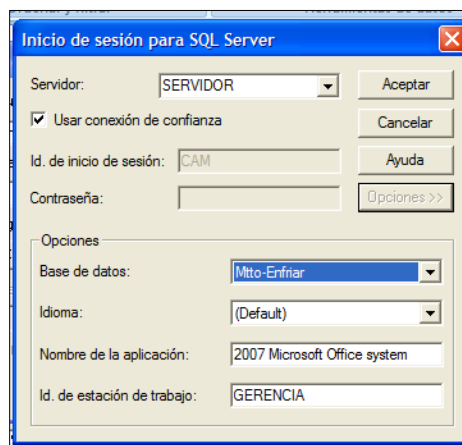 Inicio de sesión para SQL Server
Servidor: SERVIDOR Aceptar
Usar conexión de confianza Cancelar
Id. de inicio de sesión: CAM Ayuda
Contraseña: Opciones >>
Opciones
Base de datos: Mtto-Enfriar
Idioma: (Default)
Nombre de la aplicación: 2007 Microsoft Office system
Id. de estación de trabajo: GERENCIA